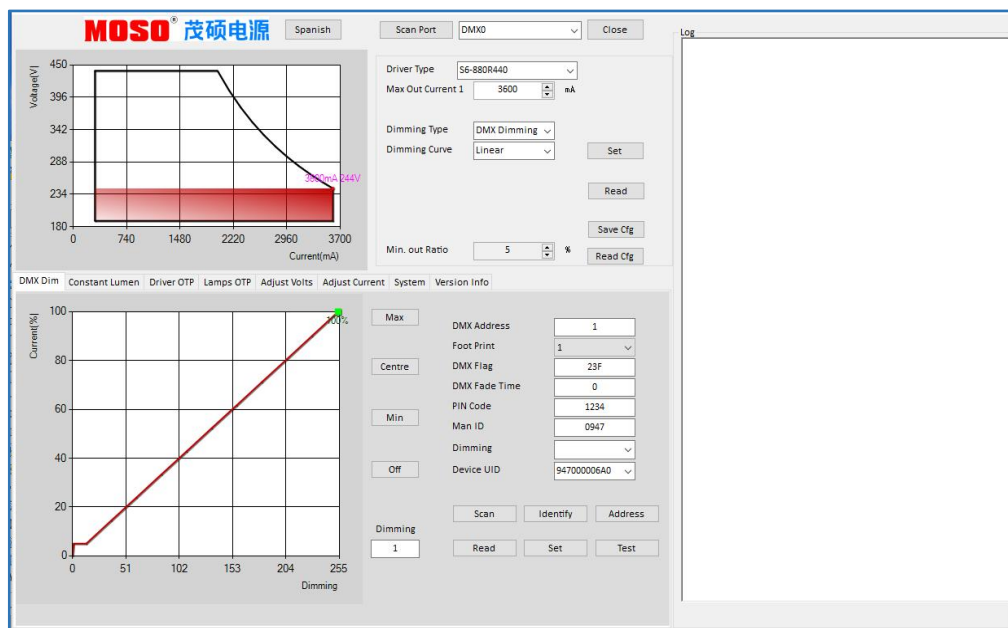 MOSO® 茂硕电源 Spanish Scan Port DMX0 Close
Log
Voltage[V]
450
396
342
288
234
180
3600mA 244V
0 740 1480 2220 2960 3700
Current(mA)
Driver Type S6-880R440
Max Out Current 1 3600 mA
Dimming Type DMX Dimming
Dimming Curve Linear Set
Read
Save Cfg
Min. out Ratio 5 % Read Cfg
DMX Dim Constant Lumen Driver OTP Lamps OTP Adjust Volts Adjust Current System Version Info
Current[%]
100
80
60
40
20
0
100%
0 51 102 153 204 255
Dimming
Max
Centre
Min
Off
Dimming
1
DMX Address 1
Foot Print 1
DMX Flag 23F
DMX Fade Time 0
PIN Code 1234
Man ID 0947
Dimming
Device UID 947000006A0
Scan Identify Address
Read Set Test